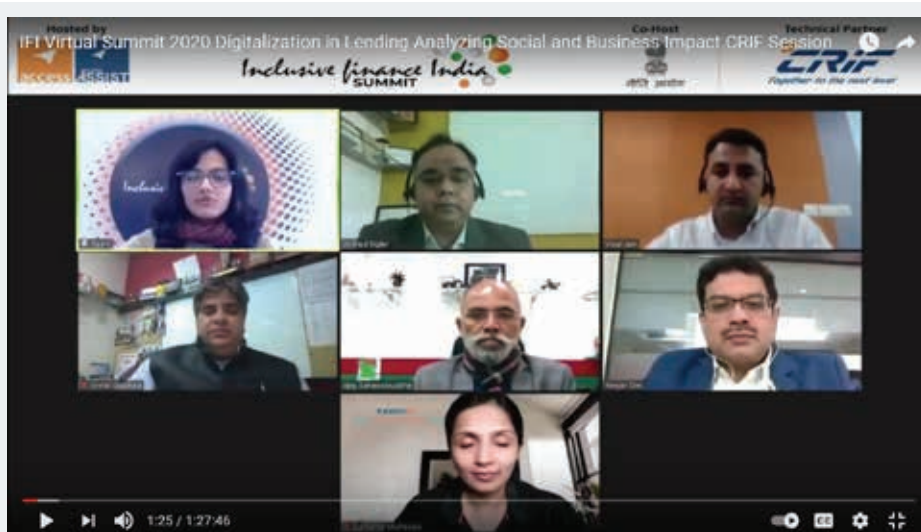 Hosted by
access ASSIST
IFI Virtual Summit 2020 Digitalization in Lending Analyzing Social and Business Impact CRIF Session
Inclusive finance India
SUMMIT
Co-Host
नीति आयोग
Technical Partner
CRIF
Together to the next level
Inclusive
1:25 / 1:27:46
CC